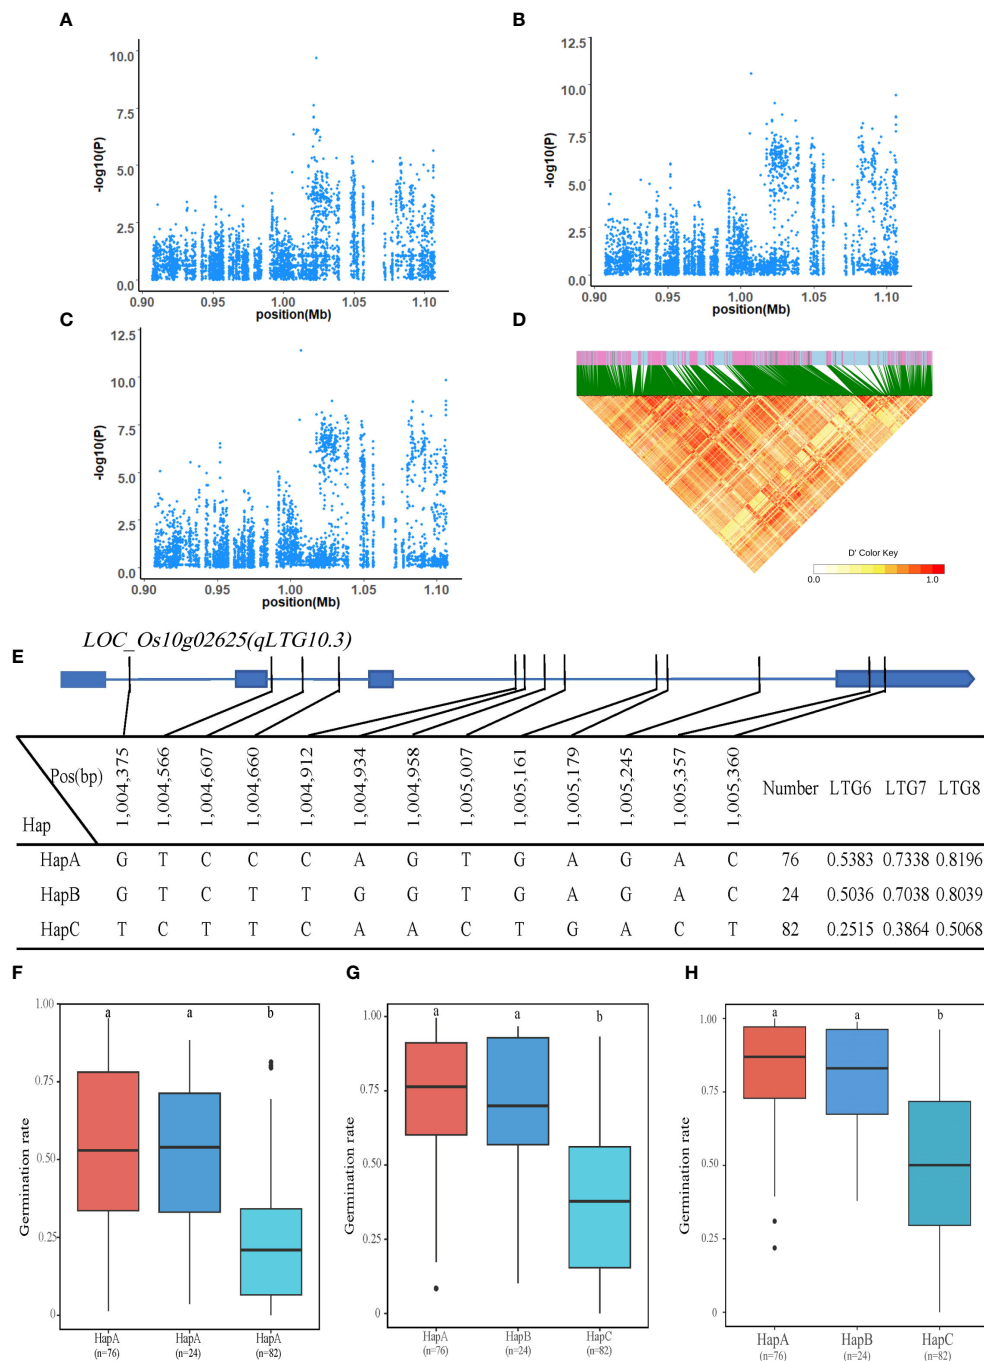 A
B
10.0
7.5
5.0
2.5
0.0
-log10(P)
0.90 0.95 1.00 1.05 1.10
position(Mb)
12.5
10.0
7.5
5.0
2.5
0.0
-log10(P)
0.90 0.95 1.00 1.05 1.10
position(Mb)
C
D
12.5
10.0
7.5
5.0
2.5
0.0
-log10(P)
0.90 0.95 1.00 1.05 1.10
position(Mb)
D' Color Key
0.0 1.0
E
LOC_Os10g02625(qLTG10.3)
Pos(bp) 1,004,375 1,004,566 1,004,607 1,004,660 1,004,912 1,004,934 1,004,958 1,005,007 1,005,161 1,005,179 1,005,245 1,005,357 1,005,360 Number LTG6 LTG7 LTG8
Hap
HapA G T C C C A G T G A G A C 76 0.5383 0.7338 0.8196
HapB G T C T T G G T G A G A C 24 0.5036 0.7038 0.8039
HapC T C T T C A A C T G A C T 82 0.2515 0.3864 0.5068
F
G
H
1.00
0.75
0.50
0.25
0
Germination rate
a a b
HapA HapA HapA
(n=76) (n=24) (n=82)
1.00
0.75
0.50
0.25
0
Germination rate
a a b
HapA HapB HapC
(n=76) (n=24) (n=82)
1.00
0.75
0.50
0.25
0
Germination rate
a a b
HapA HapB HapC
(n=76) (n=24) (n=82)